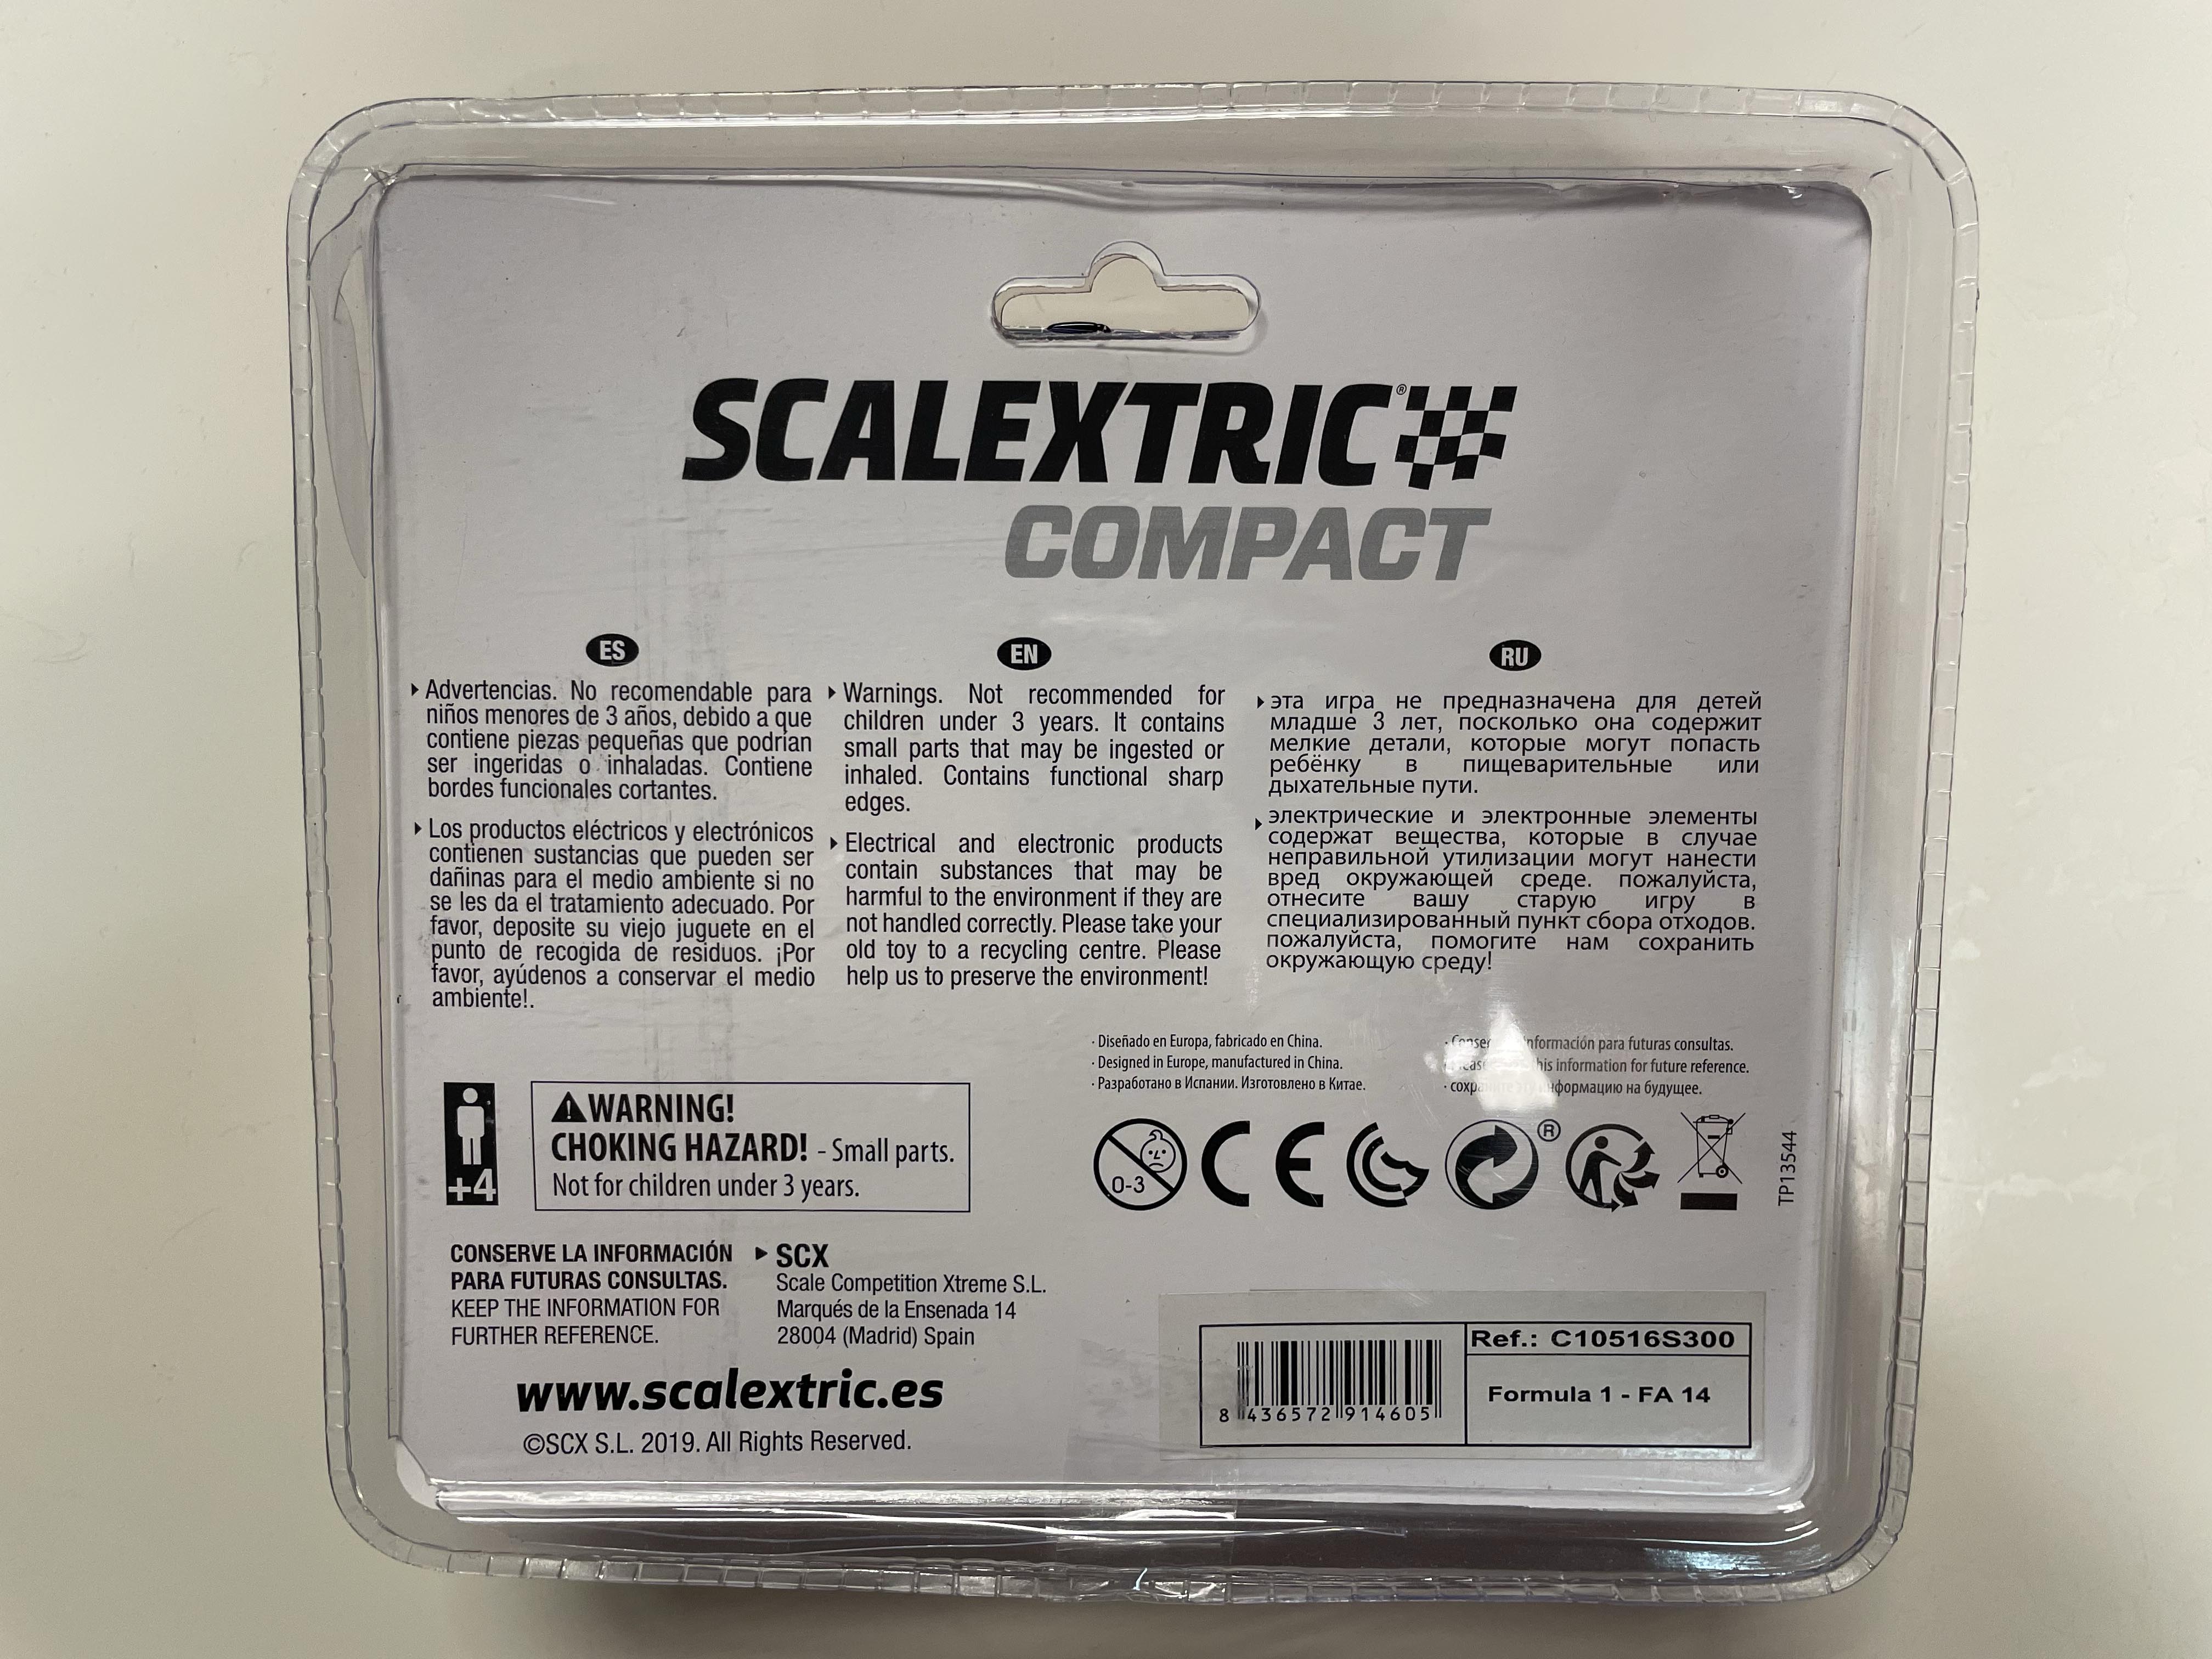 SCALEXTRIC®
COMPACT
ES
Advertencias. No recomendable para
niños menores de 3 años, debido a que
contiene piezas pequeñas que podrían
ser ingeridas o inhaladas. Contiene
bordes funcionales cortantes.
Los productos eléctricos y electrónicos
contienen sustancias que pueden ser
dañinas para el medio ambiente si no
se les da el tratamiento adecuado. Por
favor, deposite su viejo juguete en el
punto de recogida de residuos. ¡Por
favor, ayúdenos a conservar el medio
ambiente!.
EN
Warnings. Not recommended for
children under 3 years. It contains
small parts that may be ingested or
inhaled. Contains functional sharp
edges.
Electrical and electronic products
contain substances that may be
harmful to the environment if they are
not handled correctly. Please take your
old toy to a recycling centre. Please
help us to preserve the environment!
RU
эта игра не предназначена для детей
младше 3 лет, посколько она содержит
мелкие детали, которые могут попасть
ребёнку в пищеварительные или
дыхательные пути.
электрические и электронные элементы
содержат вещества, которые в случае
неправильной утилизации могут нанести
вред окружающей среде. пожалуйста,
отнесите вашу старую игру в
специализированный пункт сбора отходов.
пожалуйста, помогите нам сохранить
окружающую среду!
· Diseñado en Europa, fabricado en China.
· Designed in Europe, manufactured in China.
· Разработано в Испании. Изготовлено в Китае.
información para futuras consultas.
this information for future reference.
информацию на будущее.
+4
WARNING!
CHOKING HAZARD! - Small parts.
Not for children under 3 years.
0-3
CE
®
TP13544
CONSERVE LA INFORMACIÓN
PARA FUTURAS CONSULTAS.
KEEP THE INFORMATION FOR
FURTHER REFERENCE.
SCX
Scale Competition Xtreme S.L.
Marqués de la Ensenada 14
28004 (Madrid) Spain
www.scalextric.es
©SCX S.L. 2019. All Rights Reserved.
Ref.: C10516S300
Formula 1 - FA 14
8 436572 914605